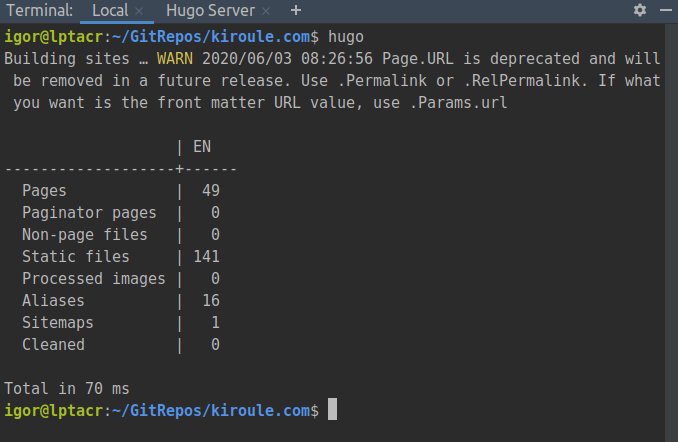 Terminal: Local × Hugo Server × +
igor@lptacr:~/GitRepos/kiroule.com$ hugo
Building sites … WARN 2020/06/03 08:26:56 Page.URL is deprecated and will
be removed in a future release. Use .Permalink or .RelPermalink. If what
you want is the front matter URL value, use .Params.url
                   | EN
-------------------+------
  Pages            |  49
  Paginator pages  |   0
  Non-page files   |   0
  Static files     | 141
  Processed images |   0
  Aliases          |  16
  Sitemaps         |   1
  Cleaned          |   0
Total in 70 ms
igor@lptacr:~/GitRepos/kiroule.com$